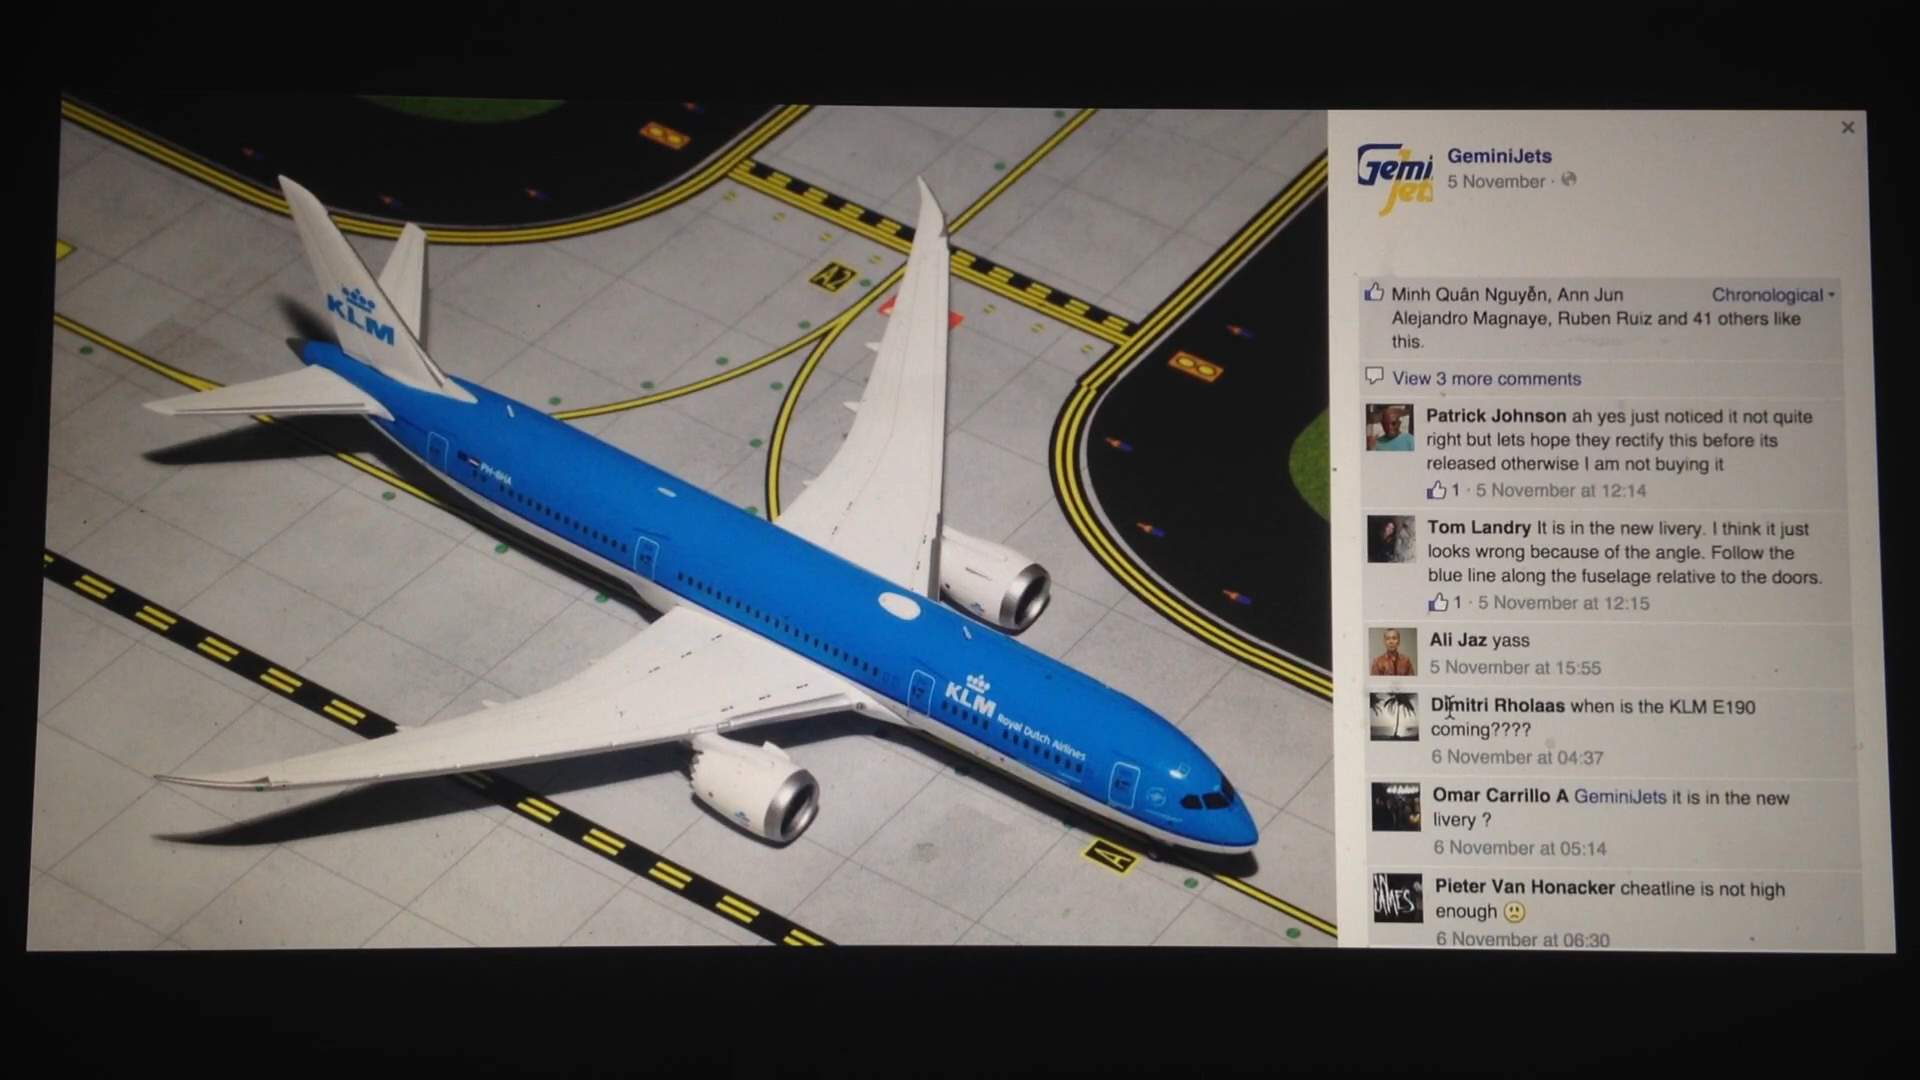 KLM
PH-BHA
A2
KLM
Royal Dutch Airlines
A
Gemi
jets
GeminiJets
5 November ·
Minh Quân Nguyễn, Ann Jun
Alejandro Magnaye, Ruben Ruiz and 41 others like
this.
Chronological
View 3 more comments
Patrick Johnson ah yes just noticed it not quite
right but lets hope they rectify this before its
released otherwise I am not buying it
1 · 5 November at 12:14
Tom Landry It is in the new livery. I think it just
looks wrong because of the angle. Follow the
blue line along the fuselage relative to the doors.
1 · 5 November at 12:15
Ali Jaz yass
5 November at 15:55
Dimitri Rholaas when is the KLM E190
coming????
6 November at 04:37
Omar Carrillo A GeminiJets it is in the new
livery ?
6 November at 05:14
Pieter Van Honacker cheatline is not high
enough
6 November at 06:30